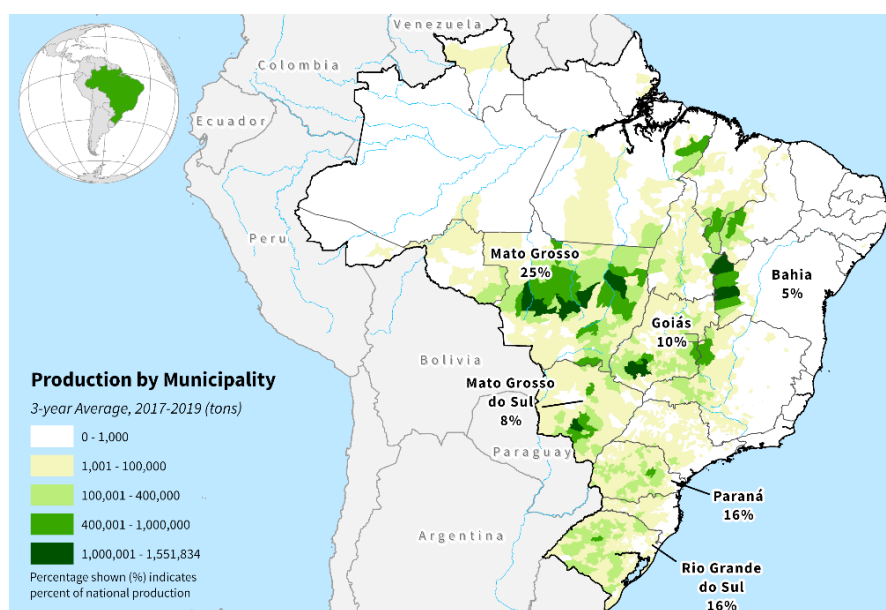 Venezuela
Colombia
Ecuador
Peru
Mato Grosso
25%
Bahia
5%
Goiás
10%
Bolivia
Mato Grosso
do Sul
8%
Paraguay
Paraná
16%
Argentina
Rio Grande
do Sul
16%
Production by Municipality
3-year Average, 2017-2019 (tons)
0 - 1,000
1,001 - 100,000
100,001 - 400,000
400,001 - 1,000,000
1,000,001 - 1,551,834
Percentage shown (%) indicates
percent of national production